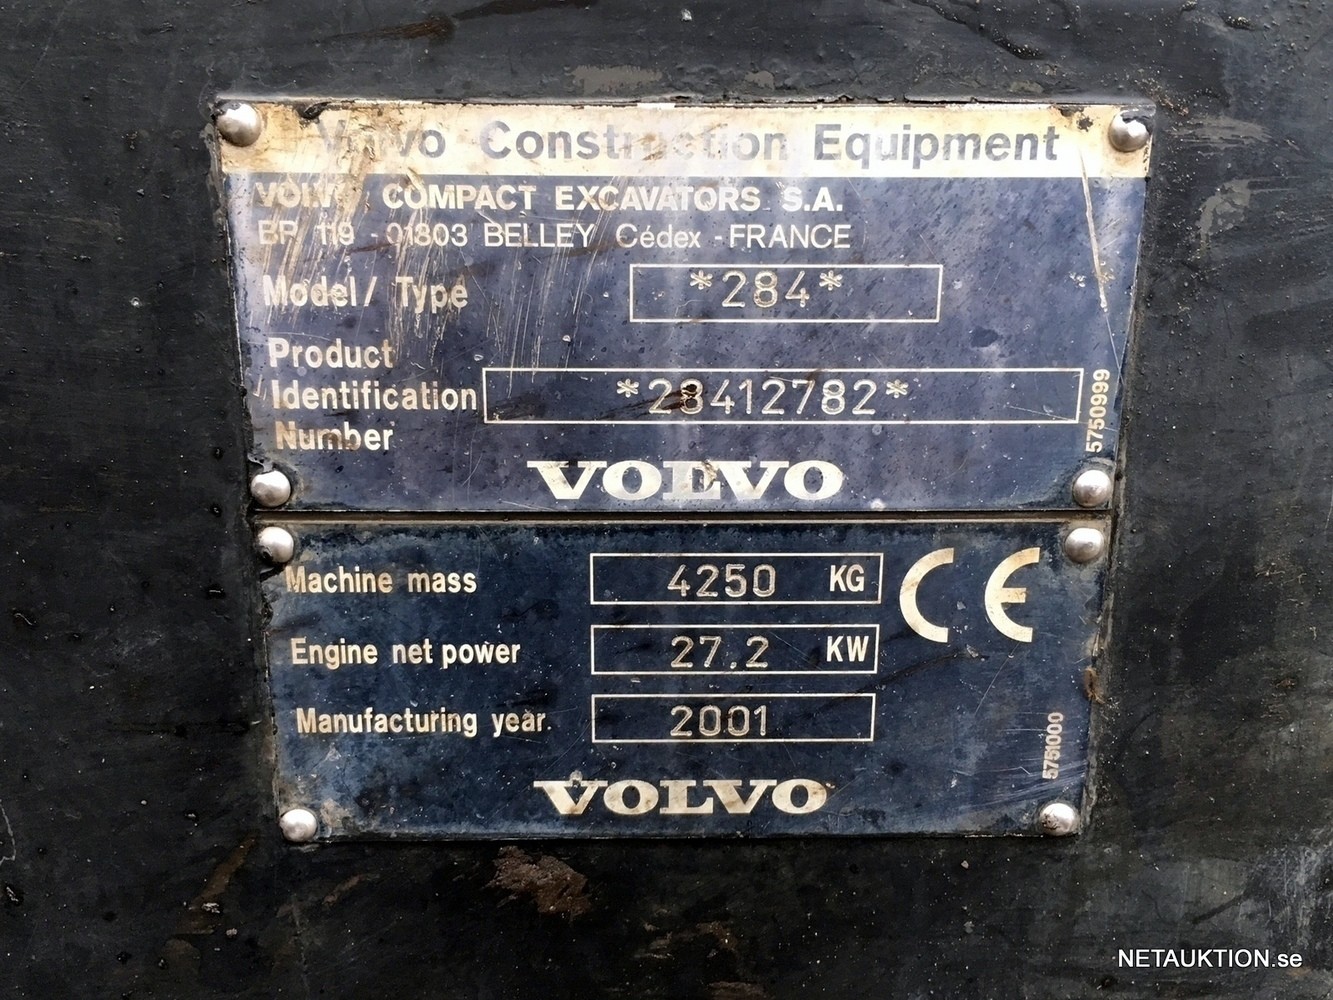 Volvo Construction Equipment
VOLVO COMPACT EXCAVATORS S.A.
BP 119 - 01803 BELLEY Cédex - FRANCE
Model / Type *284*
Product
Identification *28412782*
Number
5750999
VOLVO
Machine mass 4250 KG CE
Engine net power 27.2 KW
Manufacturing year 2001
5751000
VOLVO
NETAUKTION.se